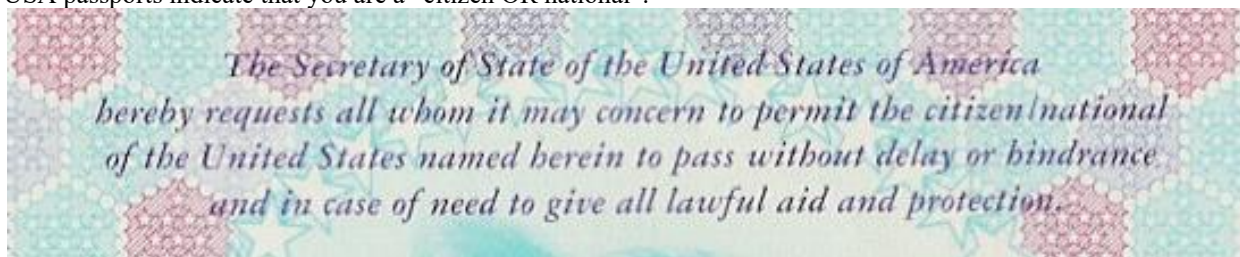 USA passports indicate that you are a "citizen OR national".
The Secretary of State of the United States of America
hereby requests all whom it may concern to permit the citizen/national
of the United States named herein to pass without delay or hindrance
and in case of need to give all lawful aid and protection.